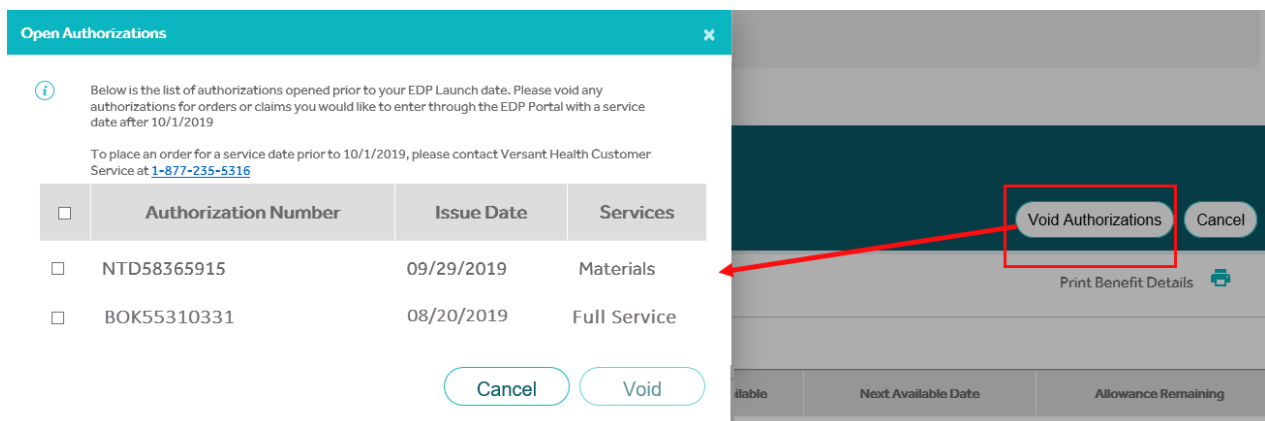 Open Authorizations
×
i
Below is the list of authorizations opened prior to your EDP Launch date. Please void any
authorizations for orders or claims you would like to enter through the EDP Portal with a service
date after 10/1/2019
To place an order for a service date prior to 10/1/2019, please contact Versant Health Customer
Service at 1-877-235-5316
Authorization Number Issue Date Services
NTD58365915 09/29/2019 Materials
BOK55310331 08/20/2019 Full Service
Cancel Void
Void Authorizations Cancel
Print Benefit Details
Next Available Date Allowance Remaining